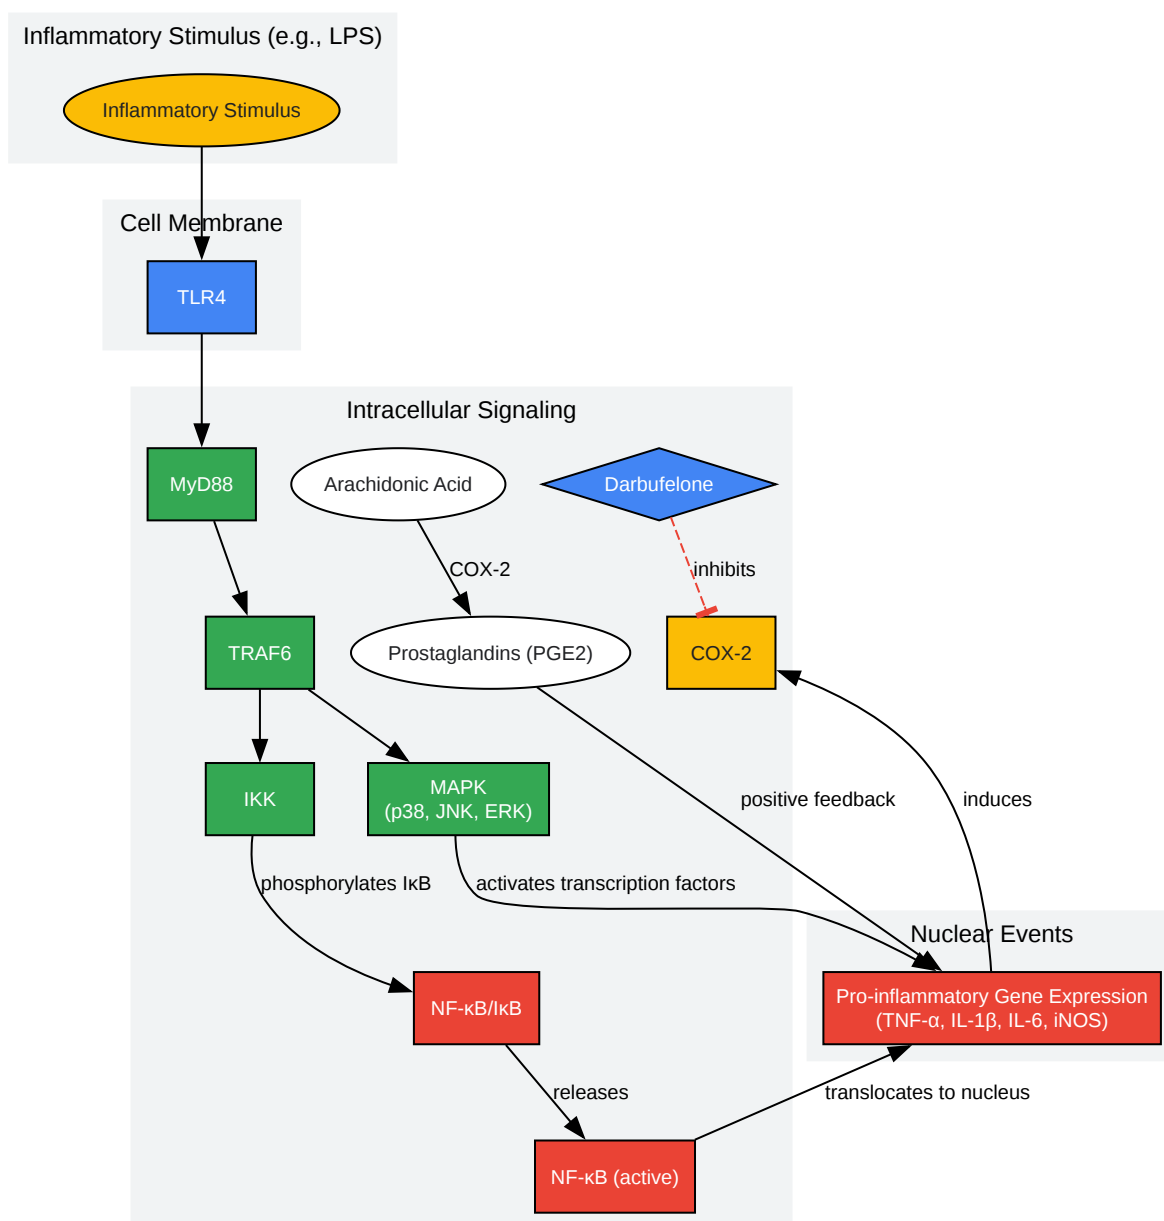 Inflammatory Stimulus (e.g., LPS)
Inflammatory Stimulus
Cell Membrane
TLR4
Intracellular Signaling
MyD88
Arachidonic Acid
Darbufelone
COX-2
inhibits
TRAF6
Prostaglandins (PGE2)
COX-2
IKK
MAPK
(p38, JNK, ERK)
positive feedback
induces
phosphorylates IκB
activates transcription factors
Nuclear Events
NF-κB/IκB
Pro-inflammatory Gene Expression
(TNF-α, IL-1β, IL-6, iNOS)
releases
translocates to nucleus
NF-κB (active)